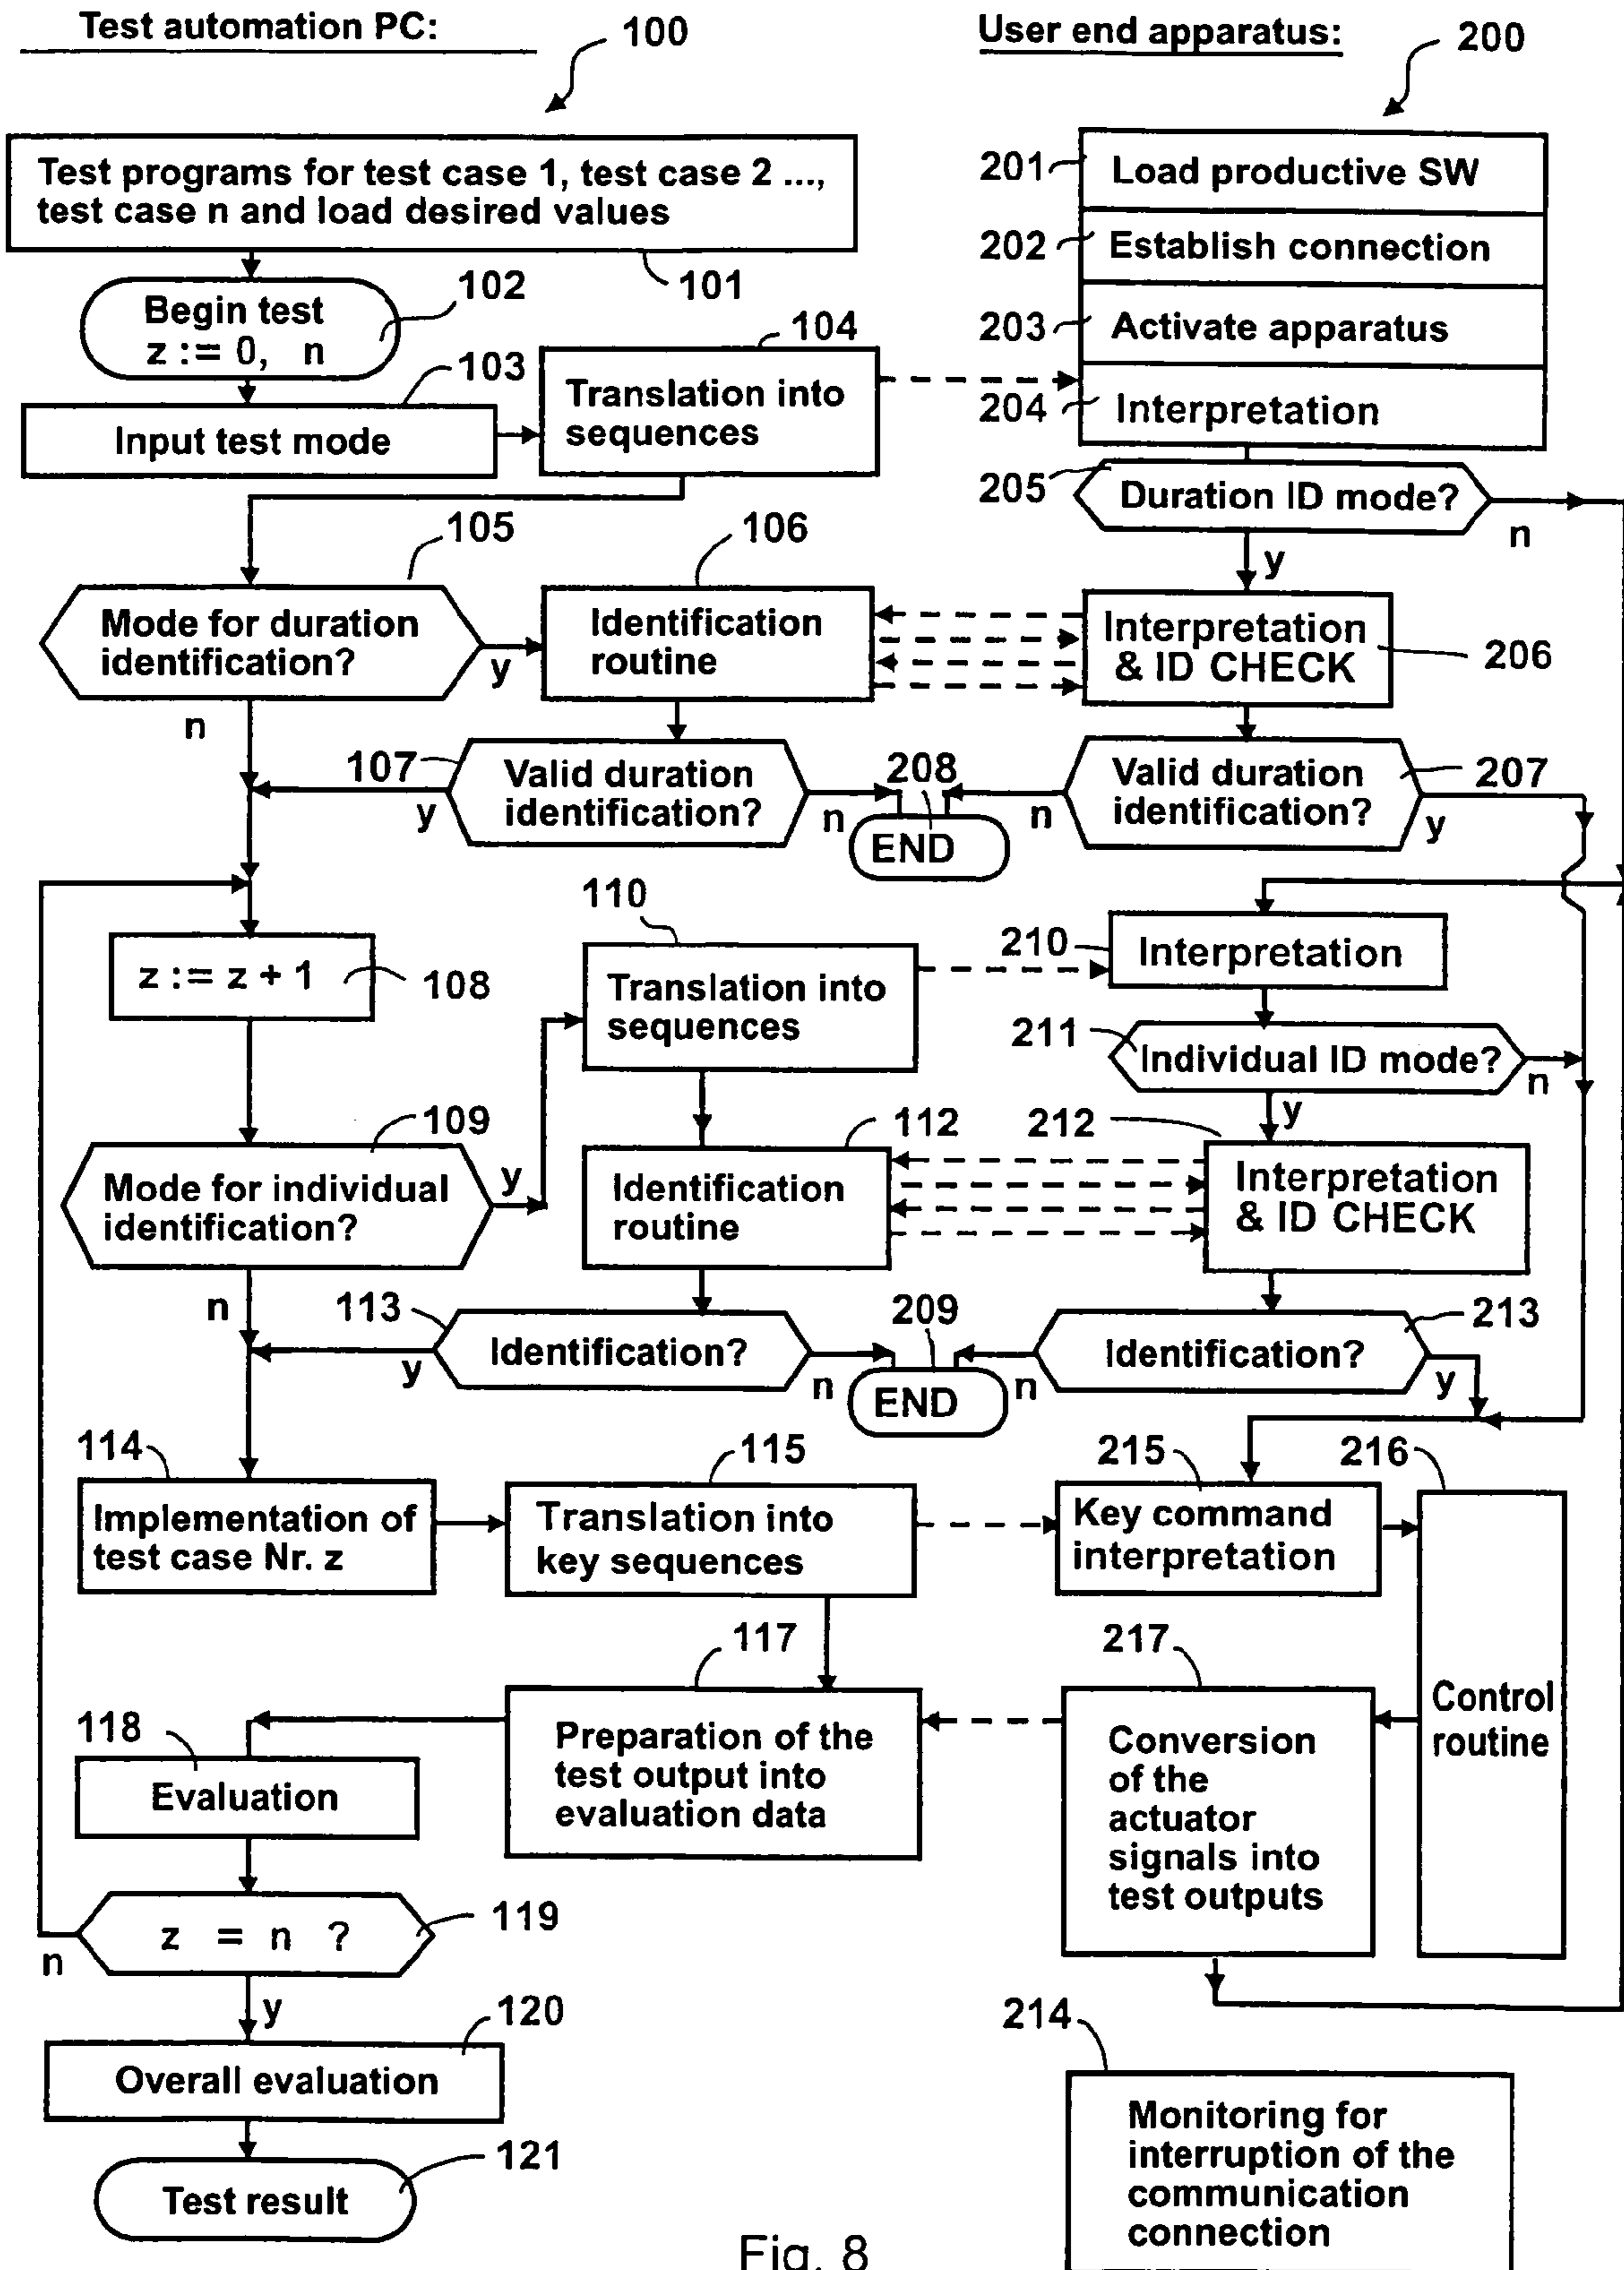 Test automation PC:
100
User end apparatus:
200
Test programs for test case 1, test case 2 ...,
test case n and load desired values
101
Begin test
z := 0, n
102
103
Input test mode
104
Translation into
sequences
201
Load productive SW
202
Establish connection
203
Activate apparatus
204
Interpretation
205
Duration ID mode?
n
y
105
Mode for duration
identification?
y
n
106
Identification
routine
Interpretation
& ID CHECK
206
107
Valid duration
identification?
y
n
208
END
Valid duration
identification?
207
n
y
z := z + 1
108
110
Translation into
sequences
210
Interpretation
211
Individual ID mode?
n
y
109
Mode for individual
identification?
y
n
112
Identification
routine
212
Interpretation
& ID CHECK
113
Identification?
y
n
209
END
Identification?
213
n
y
114
Implementation of
test case Nr. z
115
Translation into
key sequences
215
Key command
interpretation
216
Control
routine
117
Preparation of the
test output into
evaluation data
217
Conversion
of the
actuator
signals into
test outputs
118
Evaluation
z = n ?
119
n
y
120
Overall evaluation
Test result
121
214
Monitoring for
interruption of the
communication
connection
Fig. 8